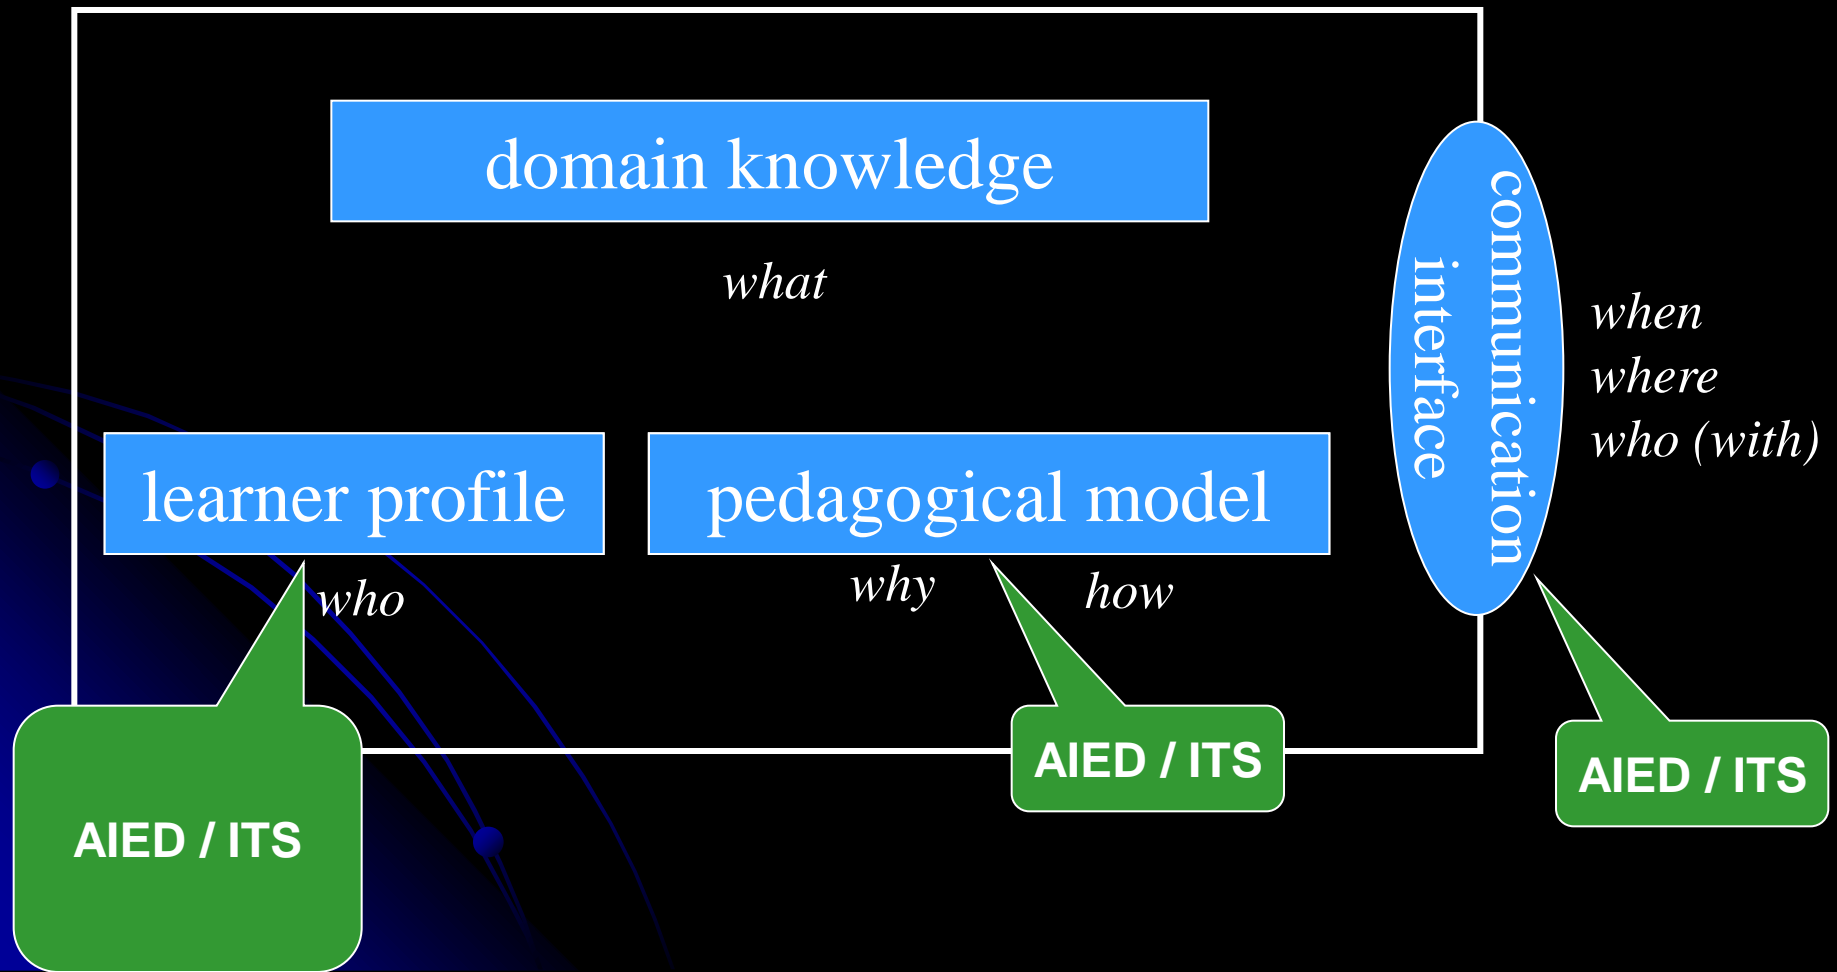 domain knowledge
what
communication
interface
when
where
who (with)
learner profile
pedagogical model
who
why
how
AIED / ITS
AIED / ITS
AIED / ITS